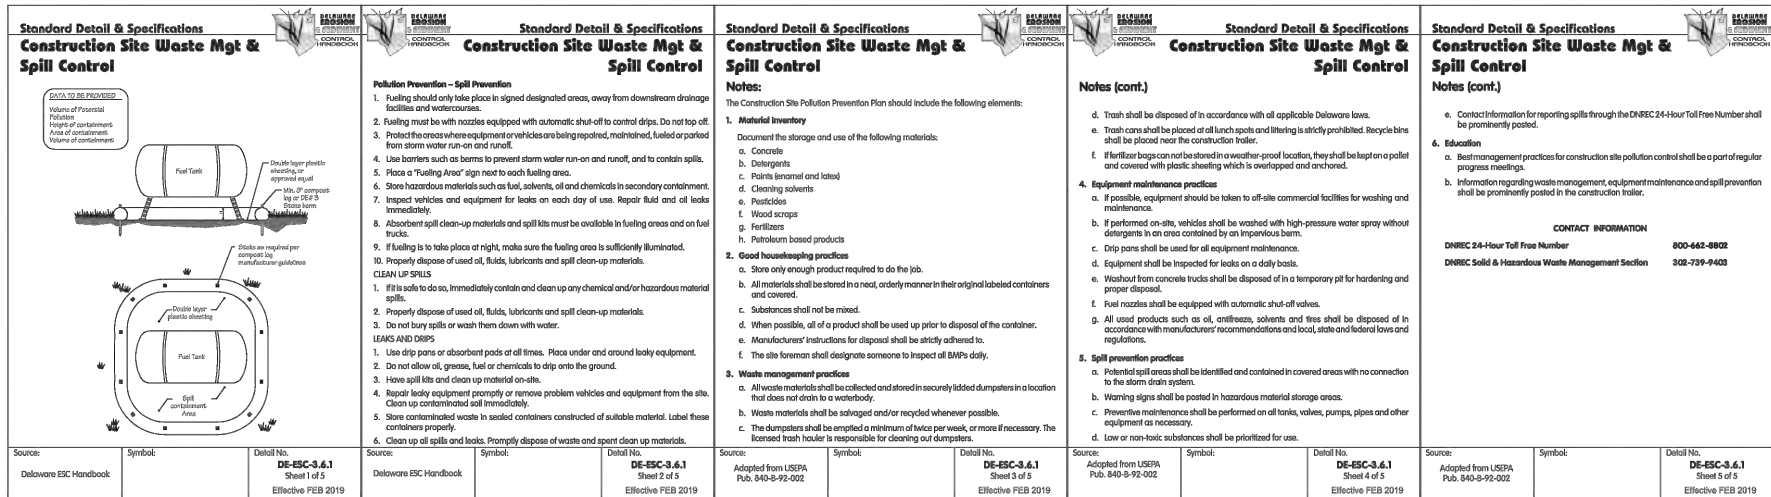 Standard Detail & Specifications
Construction Site Waste Mgt &
Spill Control
DELAWARE
EROSION
& SEDIMENT
CONTROL
HANDBOOK
DATA TO BE PROVIDED
Volume of Potential
Pollution
Height of containment
Area of containment
Volume of containment
Fuel Tank
Double layer plastic
sheeting, or
approved equal
Min. 8" compost
log or DE# 3
Stone berm
Stakes as required per
compost log
manufacturer guidelines
Double layer
plastic sheeting
Fuel Tank
Spill
containment
Area
Source:
Delaware ESC Handbook
Symbol:
Detail No.
DE-ESC-3.6.1
Sheet 1 of 5
Effective FEB 2019
DELAWARE
EROSION
& SEDIMENT
CONTROL
HANDBOOK
Standard Detail & Specifications
Construction Site Waste Mgt &
Spill Control
Pollution Prevention – Spill Prevention
1. Fueling should only take place in signed designated areas, away from downstream drainage
facilities and watercourses.
2. Fueling must be with nozzles equipped with automatic shut-off to control drips. Do not top off.
3. Protect the areas where equipment or vehicles are being repaired, maintained, fueled or parked
from storm water run-on and runoff.
4. Use barriers such as berms to prevent storm water run-on and runoff, and to contain spills.
5. Place a "Fueling Area" sign next to each fueling area.
6. Store hazardous materials such as fuel, solvents, oil and chemicals in secondary containment.
7. Inspect vehicles and equipment for leaks on each day of use. Repair fluid and oil leaks
immediately.
8. Absorbent spill clean-up materials and spill kits must be available in fueling areas and on fuel
trucks.
9. If fueling is to take place at night, make sure the fueling area is sufficiently illuminated.
10. Properly dispose of used oil, fluids, lubricants and spill clean-up materials.
CLEAN UP SPILLS
1. If it is safe to do so, immediately contain and clean up any chemical and/or hazardous material
spills.
2. Properly dispose of used oil, fluids, lubricants and spill clean-up materials.
3. Do not bury spills or wash them down with water.
LEAKS AND DRIPS
1. Use drip pans or absorbent pads at all times. Place under and around leaky equipment.
2. Do not allow oil, grease, fuel or chemicals to drip onto the ground.
3. Have spill kits and clean up material on-site.
4. Repair leaky equipment promptly or remove problem vehicles and equipment from the site.
Clean up contaminated soil immediately.
5. Store contaminated waste in sealed containers constructed of suitable material. Label these
containers properly.
6. Clean up all spills and leaks. Promptly dispose of waste and spent clean up materials.
Source:
Delaware ESC Handbook
Symbol:
Detail No.
DE-ESC-3.6.1
Sheet 2 of 5
Effective FEB 2019
Standard Detail & Specifications
Construction Site Waste Mgt &
Spill Control
DELAWARE
EROSION
& SEDIMENT
CONTROL
HANDBOOK
Notes:
The Construction Site Pollution Prevention Plan should include the following elements:
1. Material Inventory
Document the storage and use of the following materials:
a. Concrete
b. Detergents
c. Paints (enamel and latex)
d. Cleaning solvents
e. Pesticides
f. Wood scraps
g. Fertilizers
h. Petroleum based products
2. Good housekeeping practices
a. Store only enough product required to do the job.
b. All materials shall be stored in a neat, orderly manner in their original labeled containers
and covered.
c. Substances shall not be mixed.
d. When possible, all of a product shall be used up prior to disposal of the container.
e. Manufacturers' instructions for disposal shall be strictly adhered to.
f. The site foreman shall designate someone to inspect all BMPs daily.
3. Waste management practices
a. All waste materials shall be collected and stored in securely lidded dumpsters in a location
that does not drain to a waterbody.
b. Waste materials shall be salvaged and/or recycled whenever possible.
c. The dumpsters shall be emptied a minimum of twice per week, or more if necessary. The
licensed trash hauler is responsible for cleaning out dumpsters.
Source:
Adapted from USEPA
Pub. 840-B-92-002
Symbol:
Detail No.
DE-ESC-3.6.1
Sheet 3 of 5
Effective FEB 2019
DELAWARE
EROSION
& SEDIMENT
CONTROL
HANDBOOK
Standard Detail & Specifications
Construction Site Waste Mgt &
Spill Control
Notes (cont.)
d. Trash shall be disposed of in accordance with all applicable Delaware laws.
e. Trash cans shall be placed at all lunch spots and littering is strictly prohibited. Recycle bins
shall be placed near the construction trailer.
f. If fertilizer bags can not be stored in a weather-proof location, they shall be kept on a pallet
and covered with plastic sheeting which is overlapped and anchored.
4. Equipment maintenance practices
a. If possible, equipment should be taken to off-site commercial facilities for washing and
maintenance.
b. If performed on-site, vehicles shall be washed with high-pressure water spray without
detergents in an area contained by an impervious berm.
c. Drip pans shall be used for all equipment maintenance.
d. Equipment shall be inspected for leaks on a daily basis.
e. Washout from concrete trucks shall be disposed of in a temporary pit for hardening and
proper disposal.
f. Fuel nozzles shall be equipped with automatic shut-off valves.
g. All used products such as oil, antifreeze, solvents and tires shall be disposed of in
accordance with manufacturers' recommendations and local, state and federal laws and
regulations.
5. Spill prevention practices
a. Potential spill areas shall be identified and contained in covered areas with no connection
to the storm drain system.
b. Warning signs shall be posted in hazardous material storage areas.
c. Preventive maintenance shall be performed on all tanks, valves, pumps, pipes and other
equipment as necessary.
d. Low or non-toxic substances shall be prioritized for use.
Source:
Adapted from USEPA
Pub. 840-B-92-002
Symbol:
Detail No.
DE-ESC-3.6.1
Sheet 4 of 5
Effective FEB 2019
Standard Detail & Specifications
Construction Site Waste Mgt &
Spill Control
DELAWARE
EROSION
& SEDIMENT
CONTROL
HANDBOOK
Notes (cont.)
e. Contact information for reporting spills through the DNREC 24-Hour Toll Free Number shall
be prominently posted.
6. Education
a. Best management practices for construction site pollution control shall be a part of regular
progress meetings.
b. Information regarding waste management, equipment maintenance and spill prevention
shall be prominently posted in the construction trailer.
CONTACT INFORMATION
DNREC 24-Hour Toll Free Number 800-662-8802
DNREC Solid & Hazardous Waste Management Section 302-739-9403
Source:
Adapted from USEPA
Pub. 840-B-92-002
Symbol:
Detail No.
DE-ESC-3.6.1
Sheet 5 of 5
Effective FEB 2019